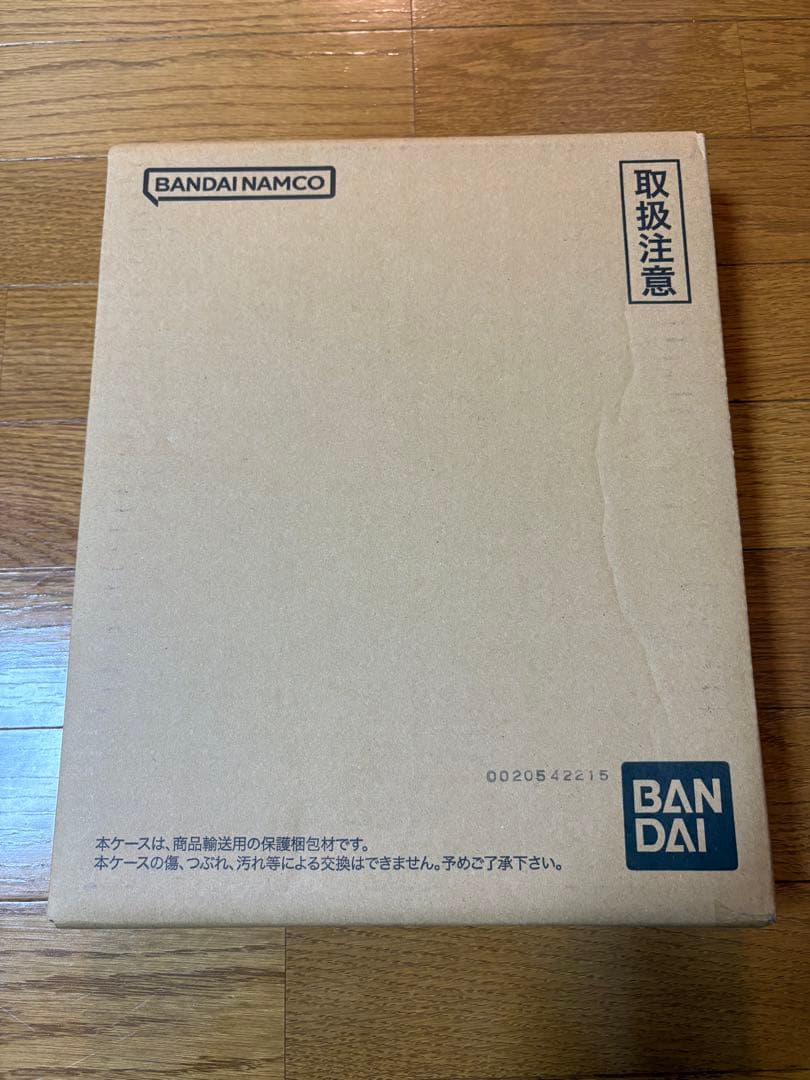 BANDAI NAMCO
取扱注意
0020542215
BAN
DAI
本ケースは、商品輸送用の保護梱包材です。
本ケースの傷、つぶれ、汚れ等による交換はできません。予めご了承下さい。